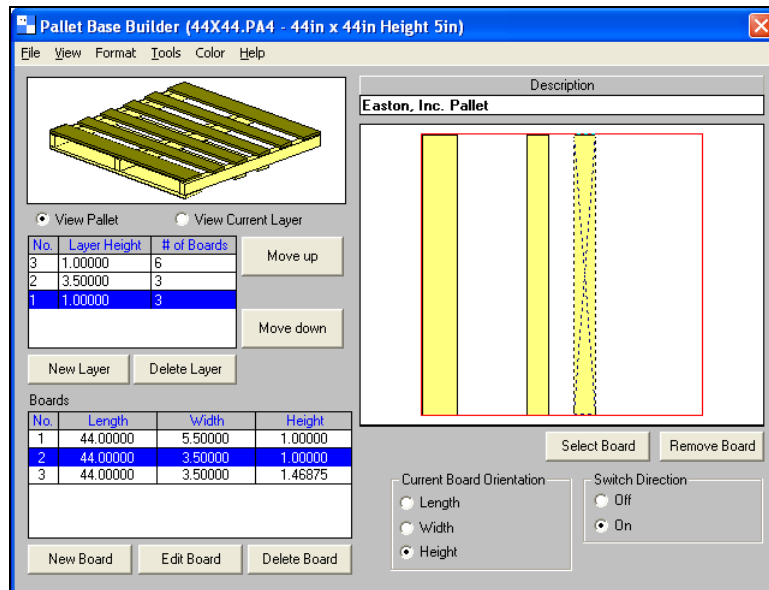 Pallet Base Builder (44X44.PA4 - 44in x 44in Height 5in)
File View Format Tools Color Help
Description
Easton, Inc. Pallet
View Pallet View Current Layer
No. Layer Height # of Boards
3 1.00000 6
2 3.50000 3
1 1.00000 3
Move up
Move down
New Layer Delete Layer
Boards
No. Length Width Height
1 44.00000 5.50000 1.00000
2 44.00000 3.50000 1.00000
3 44.00000 3.50000 1.46875
New Board Edit Board Delete Board
Select Board Remove Board
Current Board Orientation
Length
Width
Height
Switch Direction
Off
On